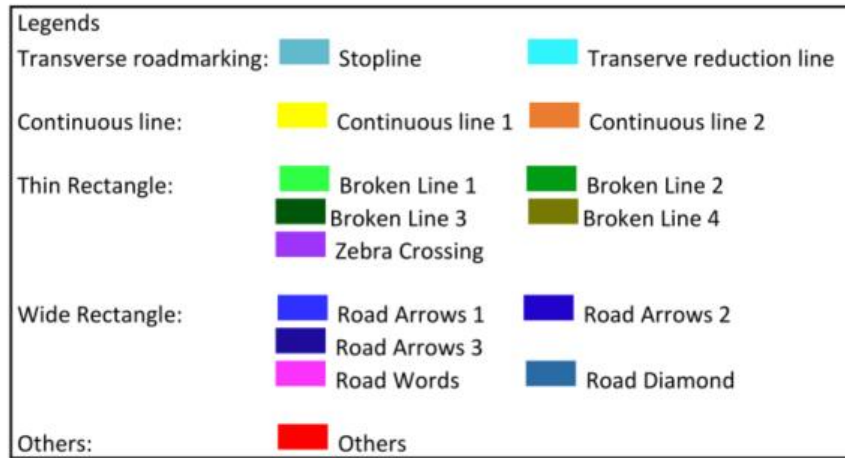 Legends
Transverse roadmarking: Stopline Transerve reduction line
Continuous line: Continuous line 1 Continuous line 2
Thin Rectangle: Broken Line 1 Broken Line 2
Broken Line 3 Broken Line 4
Zebra Crossing
Wide Rectangle: Road Arrows 1 Road Arrows 2
Road Arrows 3
Road Words Road Diamond
Others: Others